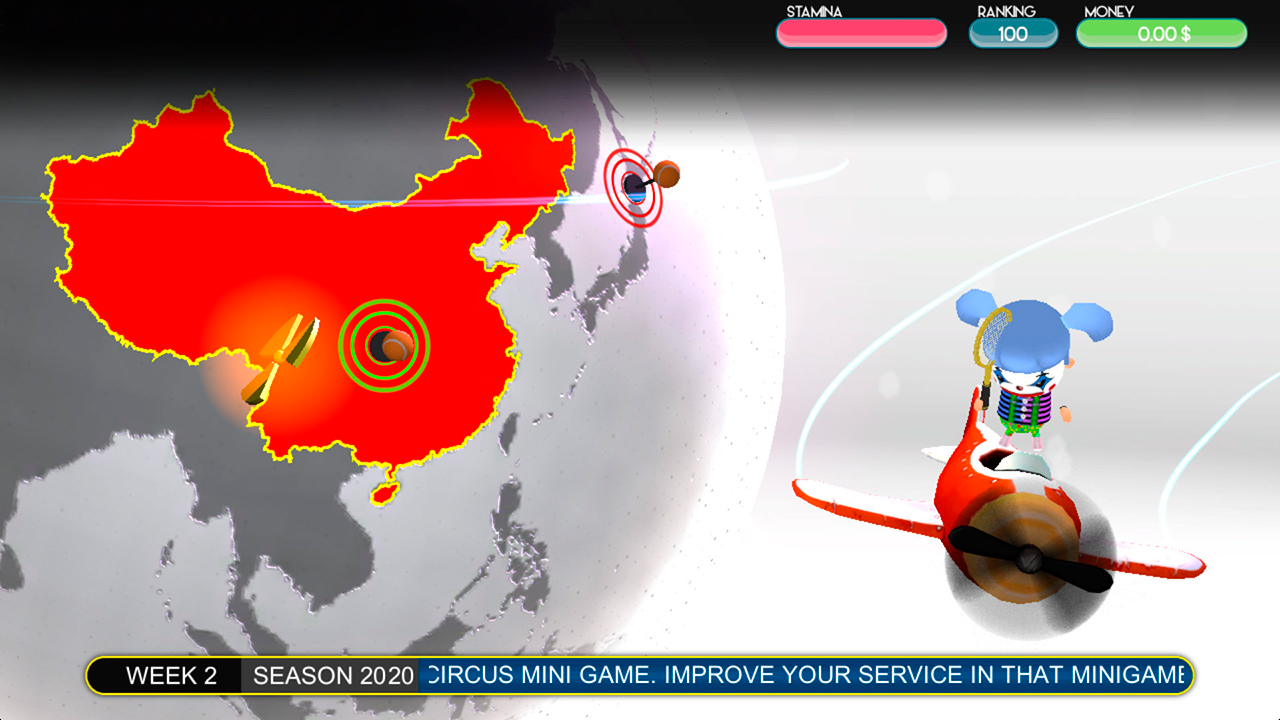 STAMINA
RANKING
MONEY
100
0.00 $
WEEK 2
SEASON 2020
CIRCUS MINI GAME. IMPROVE YOUR SERVICE IN THAT MINIGAME